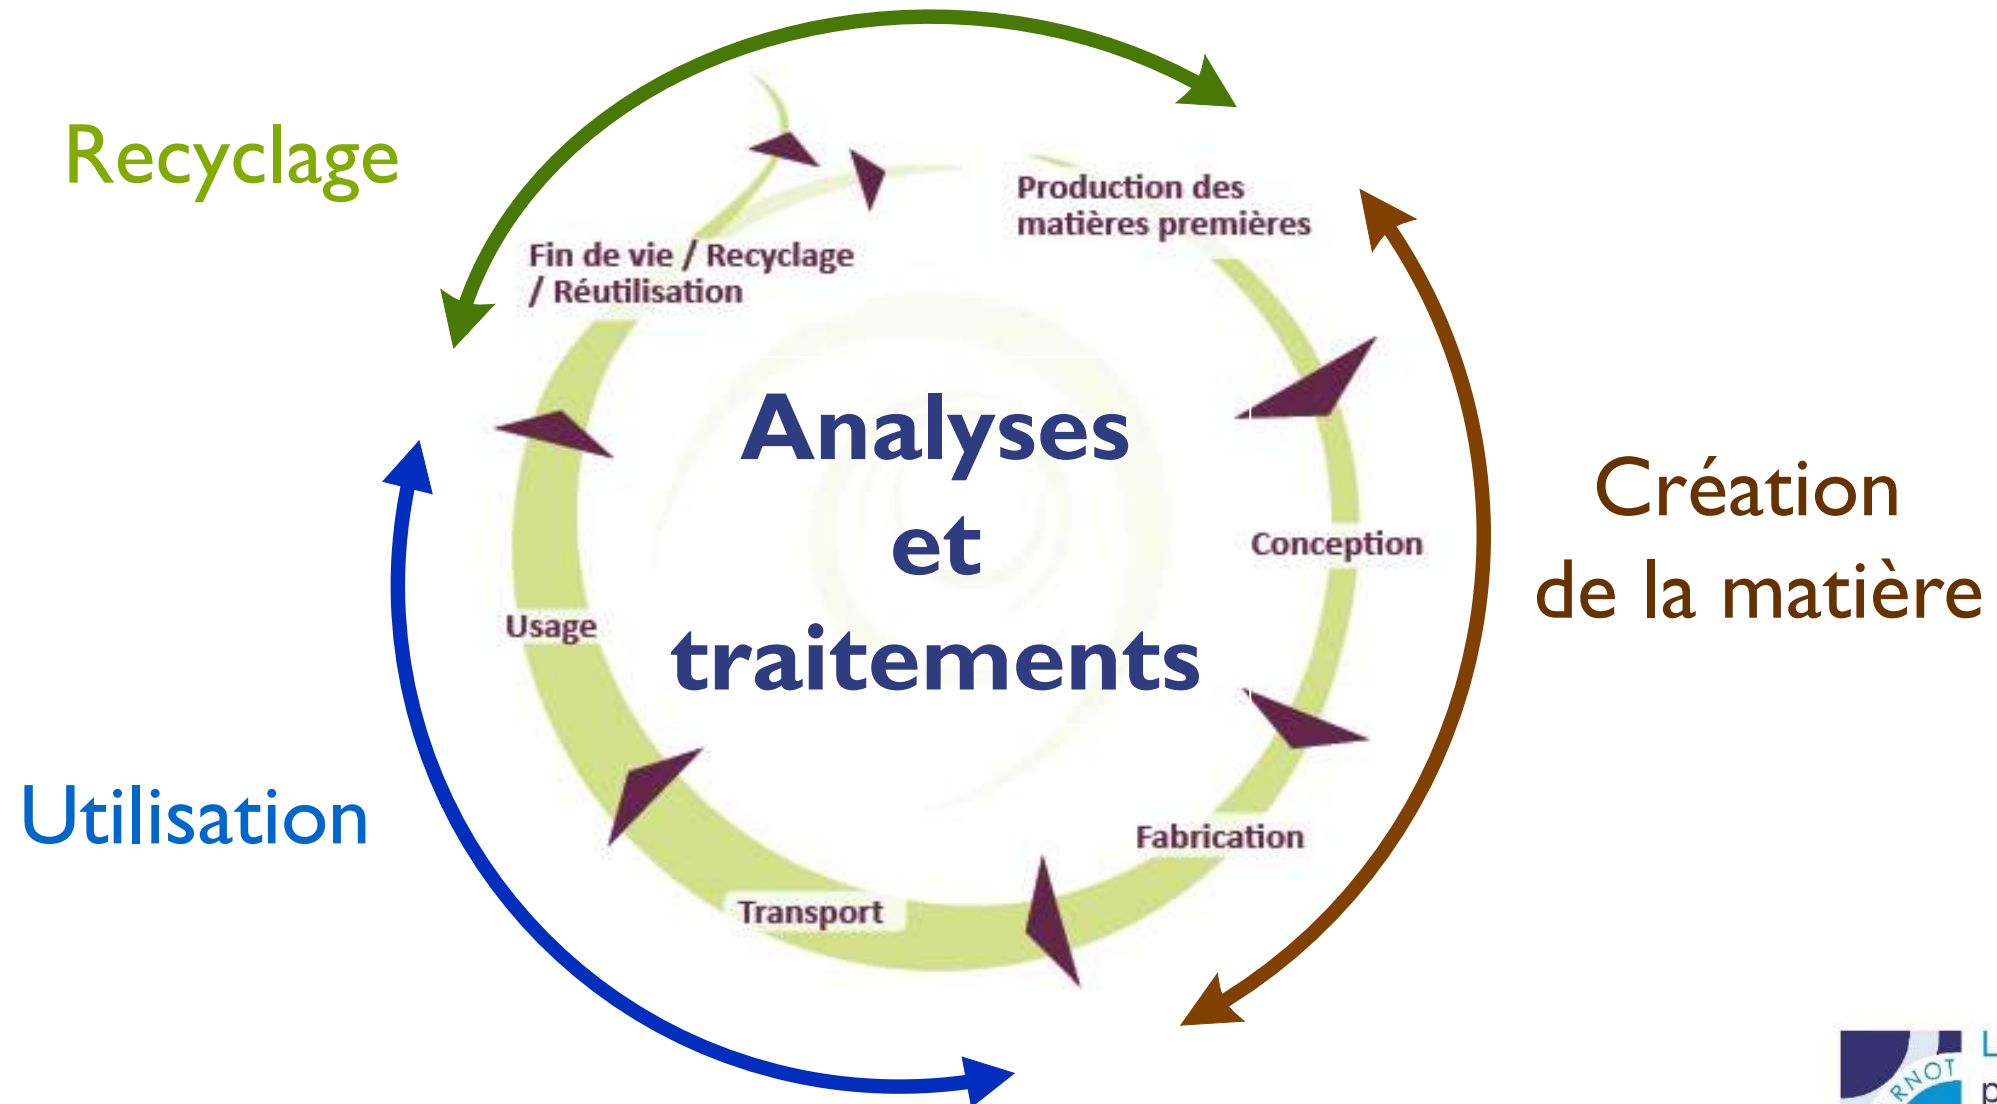 Recyclage
Production des
matières premières
Fin de vie / Recyclage
/ Réutilisation
Analyses
et
traitements
Création
de la matière
Conception
Usage
Utilisation
Fabrication
Transport